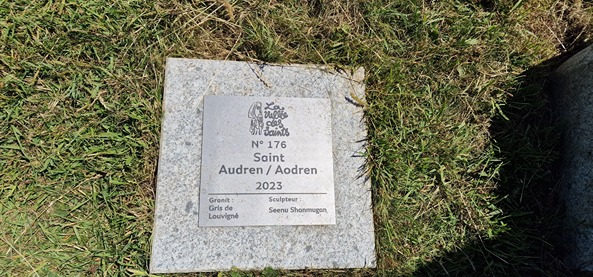 La
vallée
des
saints
N° 176
Saint
Audren / Aodren
2023
Granit :
Gris de
Louvigné
Sculpteur :
Seenu Shanmugan